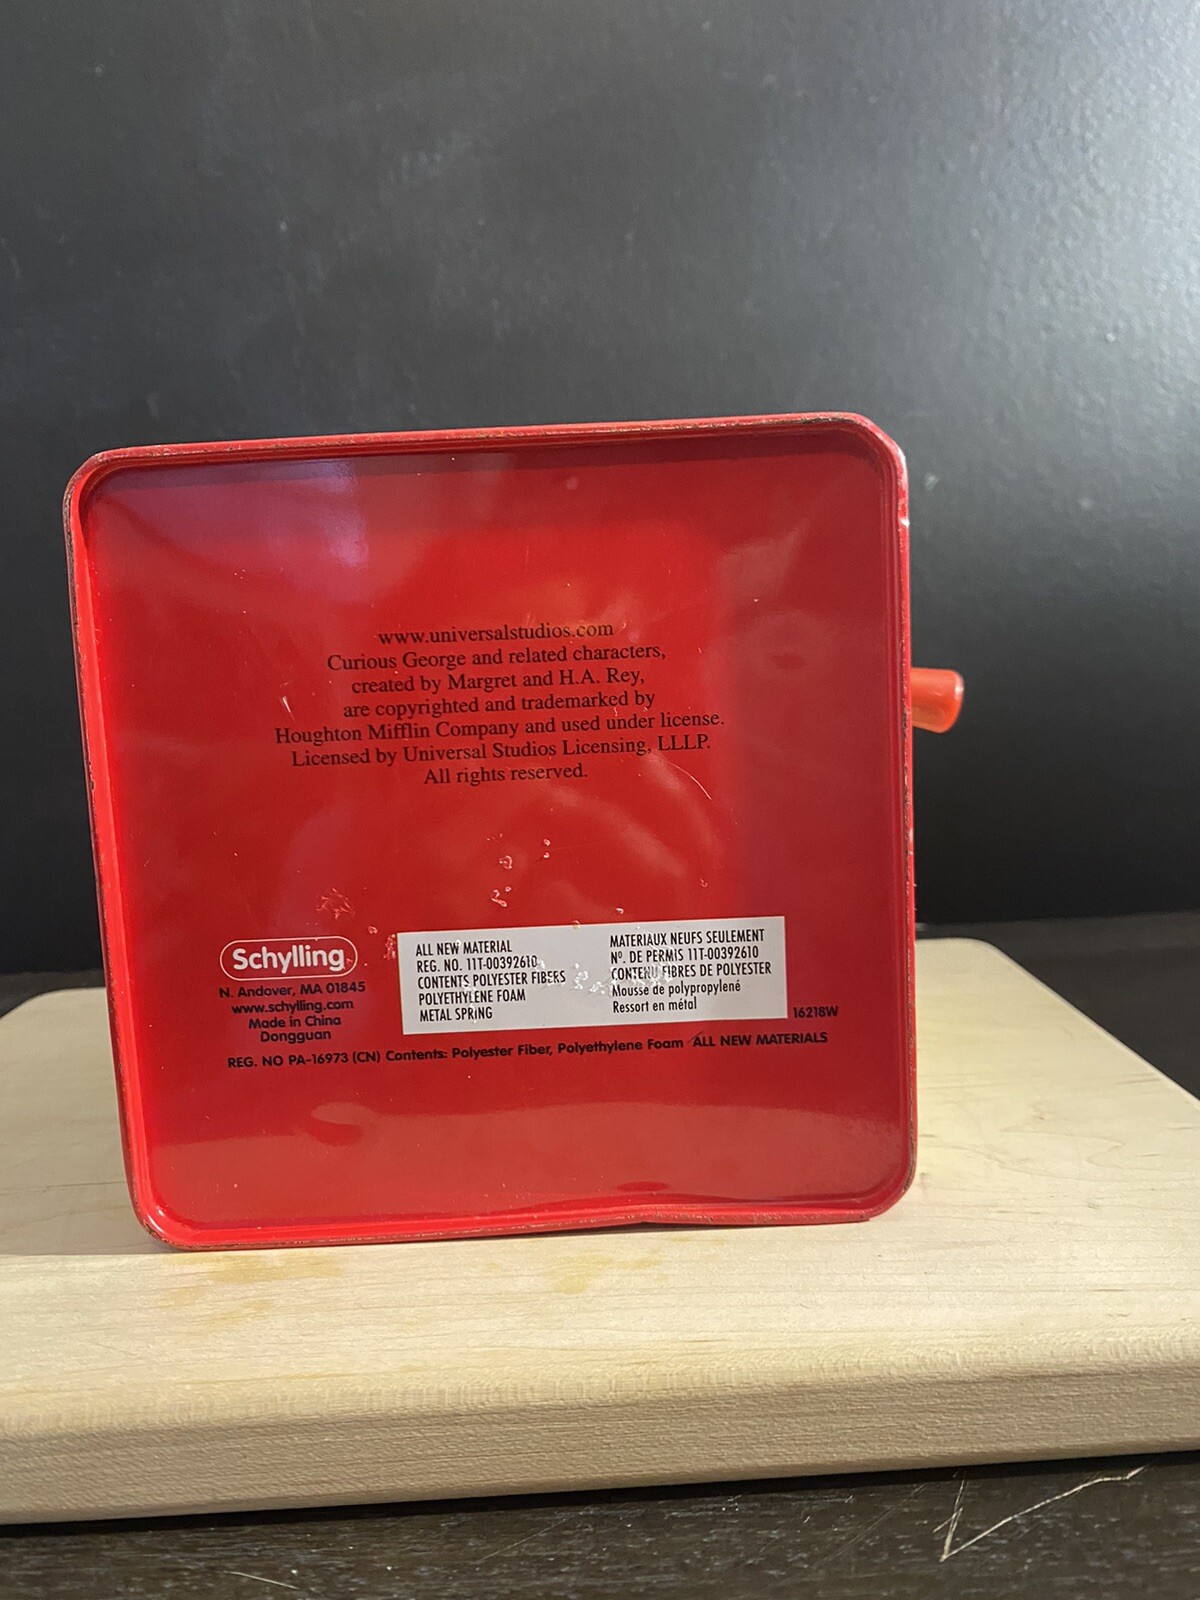 www.universalstudios.com
Curious George and related characters,
created by Margret and H.A. Rey,
are copyrighted and trademarked by
Houghton Mifflin Company and used under license.
Licensed by Universal Studios Licensing, LLLP.
All rights reserved.
Schylling
N. Andover, MA 01845
www.schylling.com
Made in China
Dongguan
ALL NEW MATERIAL
REG. NO. 11T-00392610
CONTENTS POLYESTER FIBERS
POLYETHYLENE FOAM
METAL SPRING
MATERIAUX NEUFS SEULEMENT
Nº. DE PERMIS 11T-00392610
CONTENU FIBRES DE POLYESTER
Mousse de polypropylené
Ressort en métal
16218W
REG. NO PA-16973 (CN) Contents: Polyester Fiber, Polyethylene Foam ALL NEW MATERIALS